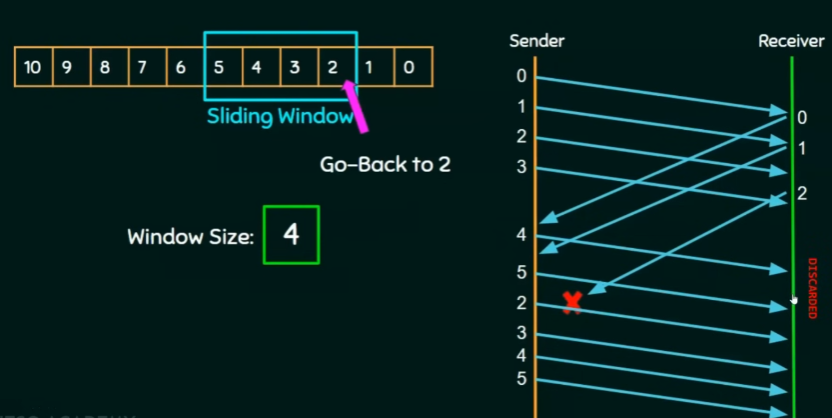 10 9 8 7 6 5 4 3 2 1 0
Sliding Window
Go-Back to 2
Window Size: 4
Sender
Receiver
0
1
2
3
4
5
2
3
4
5
0
1
2
DISCARDED